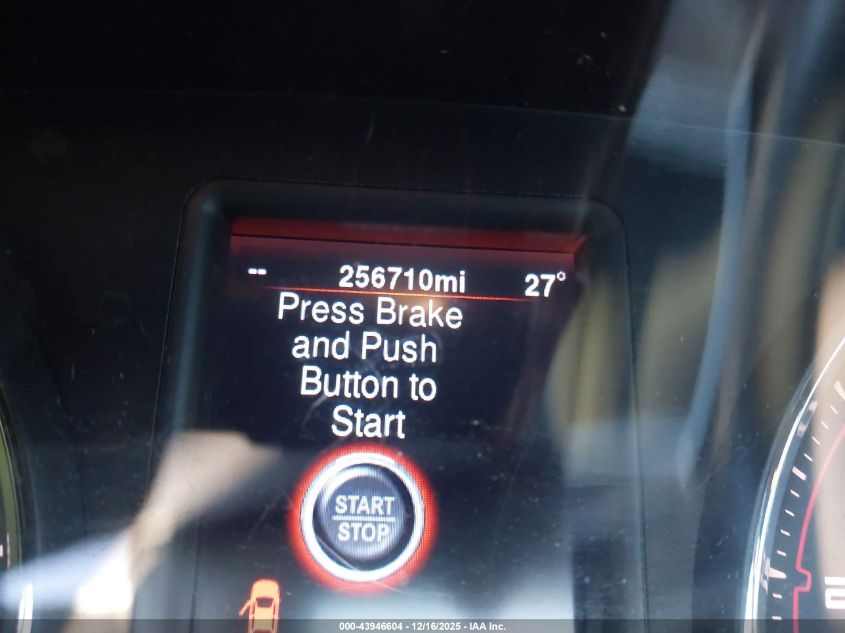 -- 256710mi 27°
Press Brake
and Push
Button to
Start
START
STOP
000-43946604 - 12/16/2025 - IAA Inc.